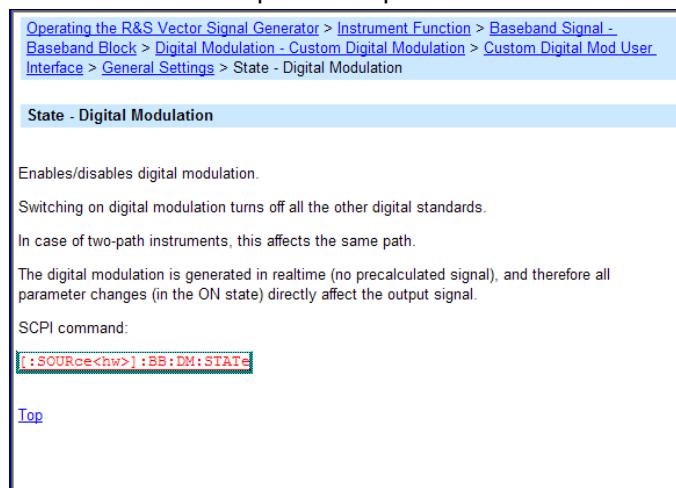 Operating the R&S Vector Signal Generator > Instrument Function > Baseband Signal -
Baseband Block > Digital Modulation - Custom Digital Modulation > Custom Digital Mod User
Interface > General Settings > State - Digital Modulation
State - Digital Modulation
Enables/disables digital modulation.
Switching on digital modulation turns off all the other digital standards.
In case of two-path instruments, this affects the same path.
The digital modulation is generated in realtime (no precalculated signal), and therefore all
parameter changes (in the ON state) directly affect the output signal.
SCPI command:
[:SOURce<hw>]:BB:DM:STATe
Top